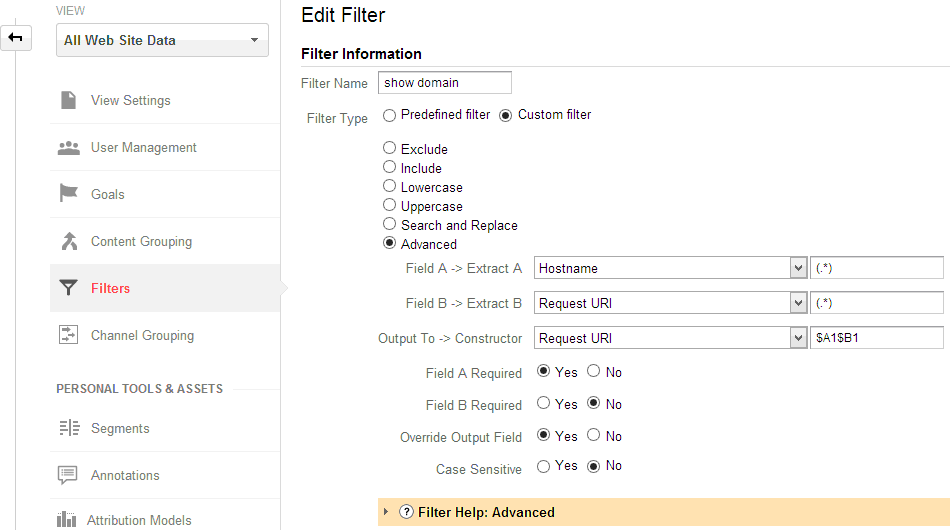 VIEW
All Web Site Data
View Settings
User Management
Goals
Content Grouping
Filters
Channel Grouping
PERSONAL TOOLS & ASSETS
Segments
Annotations
Attribution Models
Edit Filter
Filter Information
Filter Name show domain
Filter Type Predefined filter Custom filter
Exclude
Include
Lowercase
Uppercase
Search and Replace
Advanced
Field A -> Extract A Hostname (.*)
Field B -> Extract B Request URI (.*)
Output To -> Constructor Request URI $A1$B1
Field A Required Yes No
Field B Required Yes No
Override Output Field Yes No
Case Sensitive Yes No
? Filter Help: Advanced